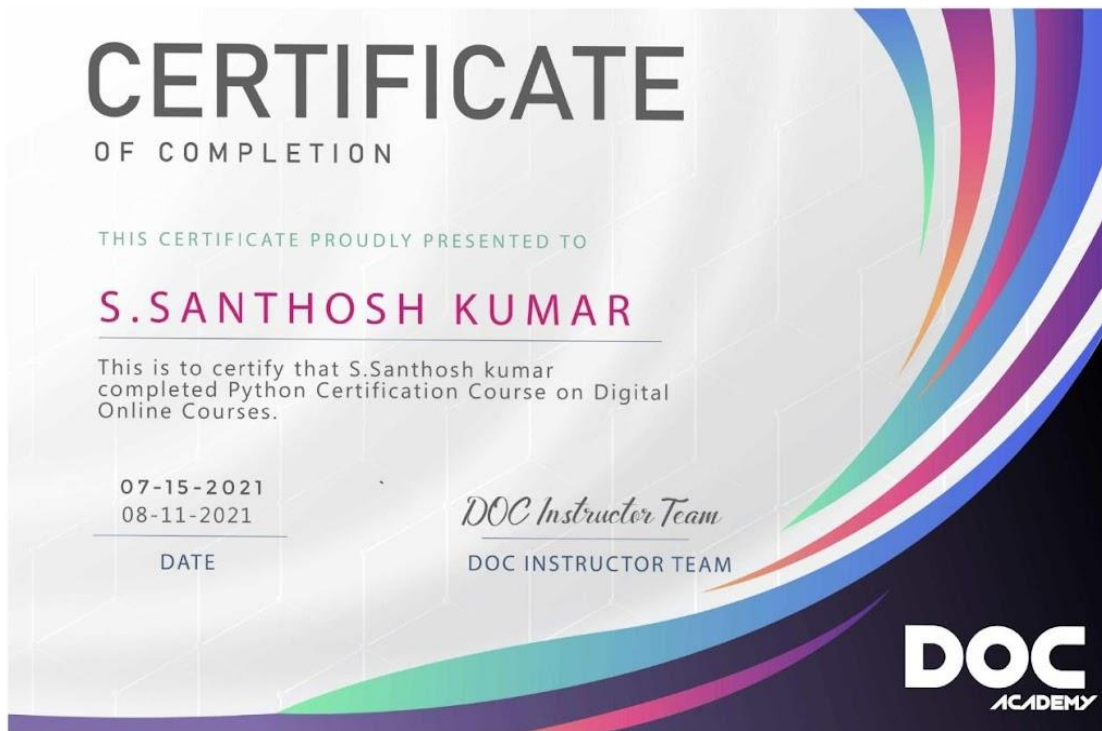 CERTIFICATE
OF COMPLETION
THIS CERTIFICATE PROUDLY PRESENTED TO
S.SANTHOSH KUMAR
This is to certify that S.Santhosh kumar
completed Python Certification Course on Digital
Online Courses.
07-15-2021
08-11-2021
DATE
DOC Instructor Team
DOC INSTRUCTOR TEAM
DOC
ACADEMY